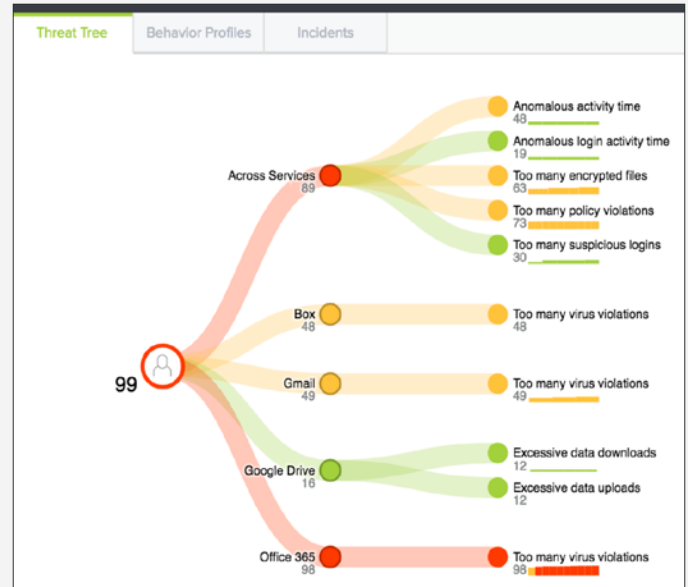 Threat Tree
Behavior Profiles
Incidents
Anomalous activity time
48
Anomalous login activity time
19
Across Services
89
Too many encrypted files
63
Too many policy violations
73
Too many suspicious logins
30
Box
48
Too many virus violations
48
99
Gmail
49
Too many virus violations
49
Google Drive
16
Excessive data downloads
12
Excessive data uploads
12
Office 365
98
Too many virus violations
98